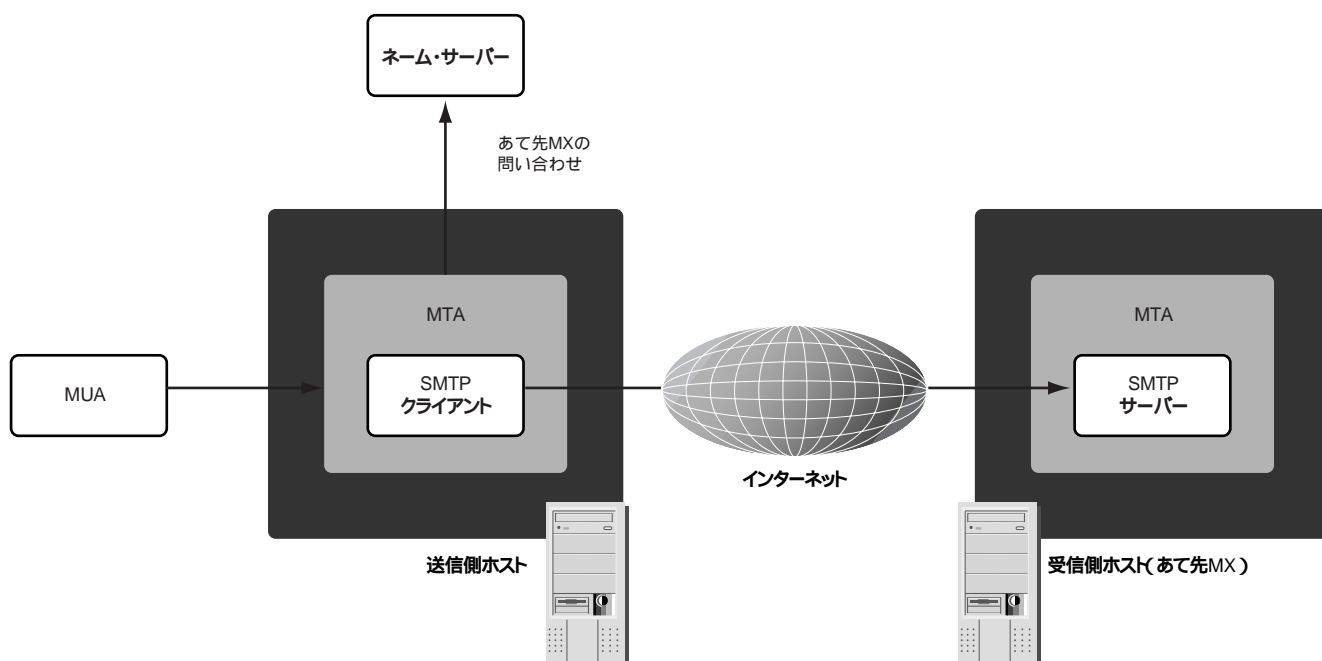 ネーム・サーバー
あて先MXの
問い合わせ
MTA
MTA
MUA
SMTP
クライアント
SMTP
サーバー
インターネット
送信側ホスト
受信側ホスト(あて先MX)